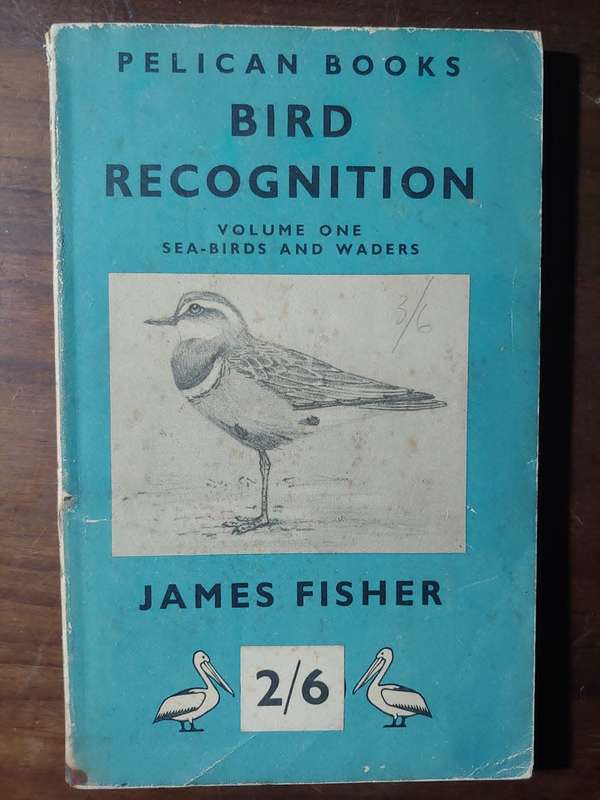 PELICAN BOOKS
BIRD
RECOGNITION
VOLUME ONE
SEA-BIRDS AND WADERS
3/6
JAMES FISHER
2/6